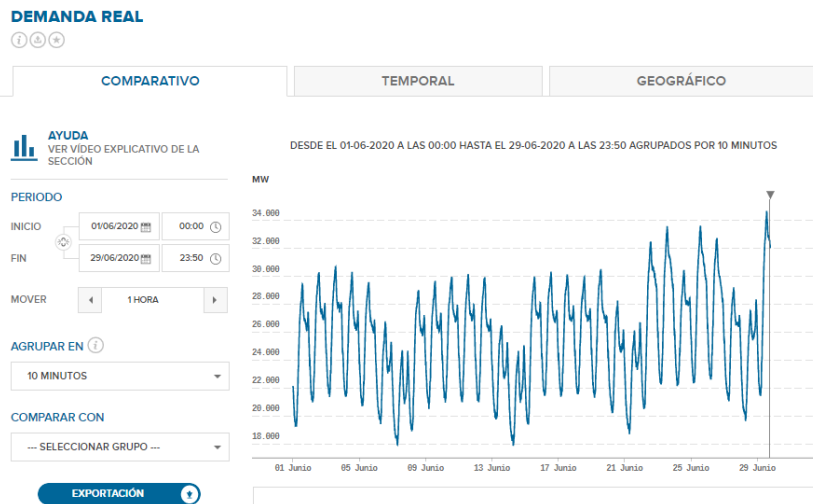 DEMANDA REAL
COMPARATIVO
TEMPORAL
GEOGRÁFICO
AYUDA
VER VÍDEO EXPLICATIVO DE LA
SECCIÓN
PERIODO
INICIO
01/06/2020
00:00
FIN
29/06/2020
23:50
MOVER
1 HORA
AGRUPAR EN
10 MINUTOS
COMPARAR CON
--- SELECCIONAR GRUPO ---
EXPORTACIÓN
DESDE EL 01-06-2020 A LAS 00:00 HASTA EL 29-06-2020 A LAS 23:50 AGRUPADOS POR 10 MINUTOS
MW
34.000
32.000
30.000
28.000
26.000
24.000
22.000
20.000
18.000
01 Junio
05 Junio
09 Junio
13 Junio
17 Junio
21 Junio
25 Junio
29 Junio